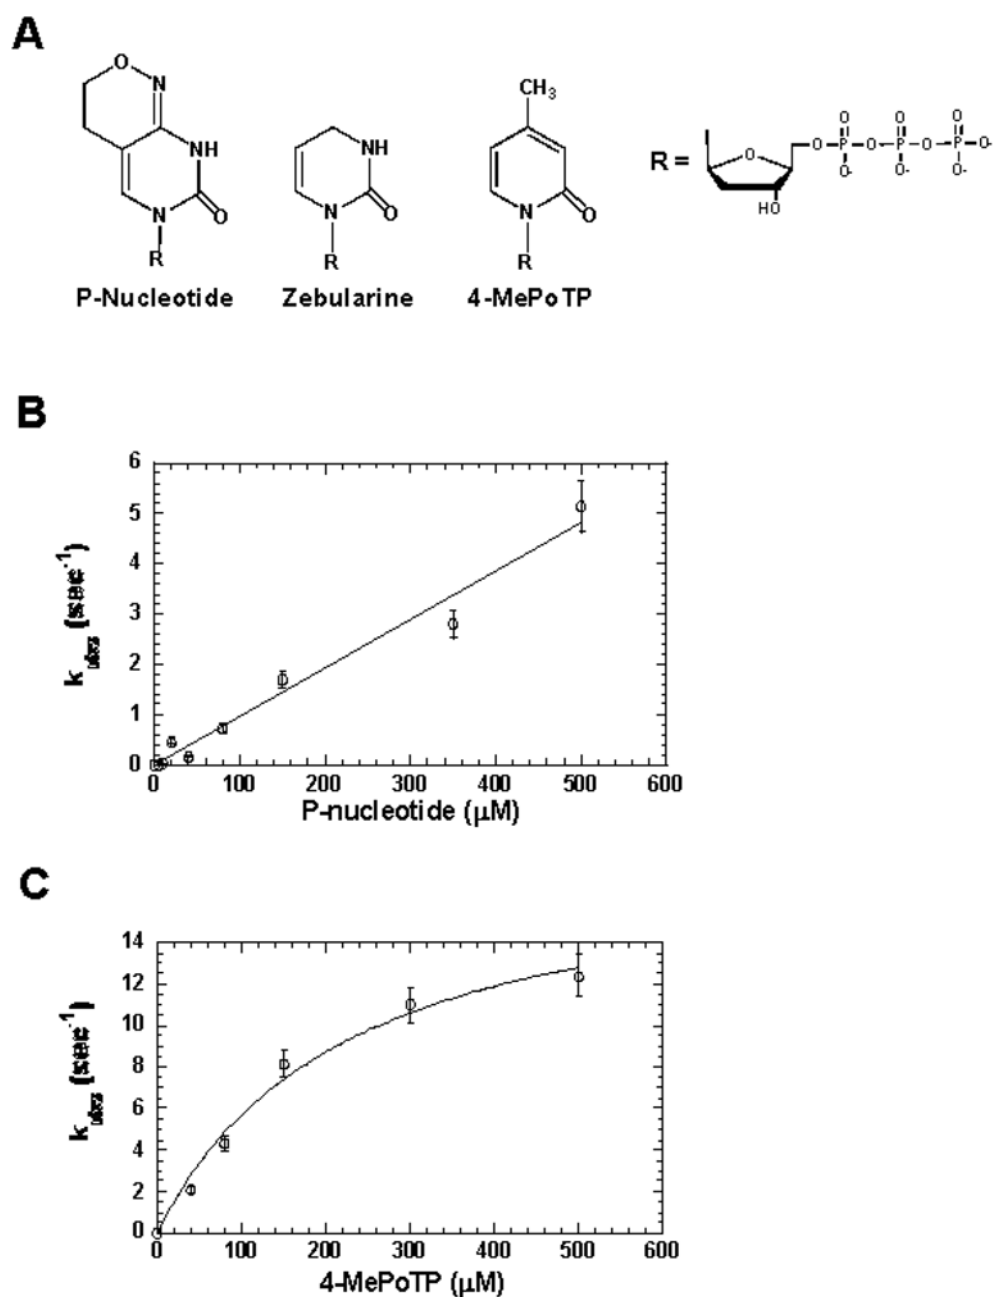 A
O
N
NH
N
O
R
P-Nucleotide
NH
N
O
R
Zebularine
CH3
N
O
R
4-MePoTP
R =
O
HO
O P O P O P O-
O O O
O- O- O-
B
kobs (sec-1)
6
5
4
3
2
1
0
0 100 200 300 400 500 600
P-nucleotide (μM)
C
kobs (sec-1)
14
12
10
8
6
4
2
0
0 100 200 300 400 500 600
4-MePoTP (μM)